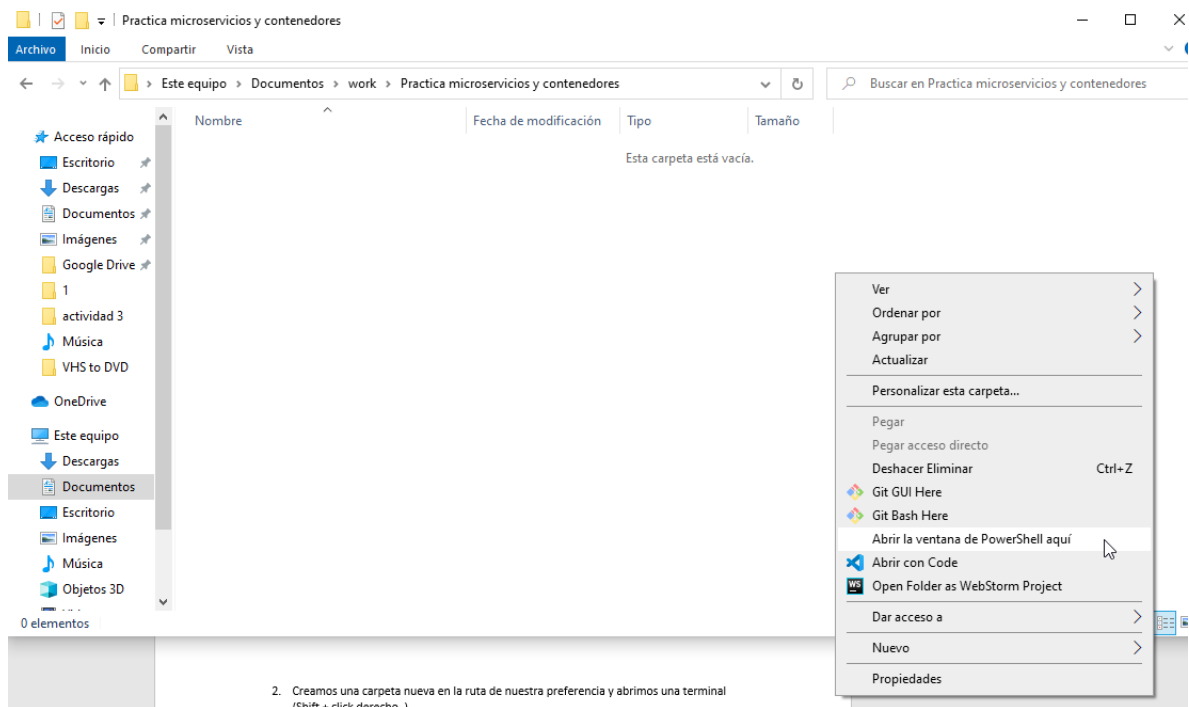 Practica microservicios y contenedores
Archivo Inicio Compartir Vista
Este equipo > Documentos > work > Practica microservicios y contenedores
Buscar en Practica microservicios y contenedores
Nombre Fecha de modificación Tipo Tamaño
Esta carpeta está vacía.
Acceso rápido
Escritorio
Descargas
Documentos
Imágenes
Google Drive
1
actividad 3
Música
VHS to DVD
OneDrive
Este equipo
Descargas
Documentos
Escritorio
Imágenes
Música
Objetos 3D
0 elementos
Ver
Ordenar por
Agrupar por
Actualizar
Personalizar esta carpeta...
Pegar
Pegar acceso directo
Deshacer Eliminar Ctrl+Z
Git GUI Here
Git Bash Here
Abrir la ventana de PowerShell aquí
Abrir con Code
WS Open Folder as WebStorm Project
Dar acceso a
Nuevo
Propiedades
2. Creamos una carpeta nueva en la ruta de nuestra preferencia y abrimos una terminal
(Shift + click derecho )